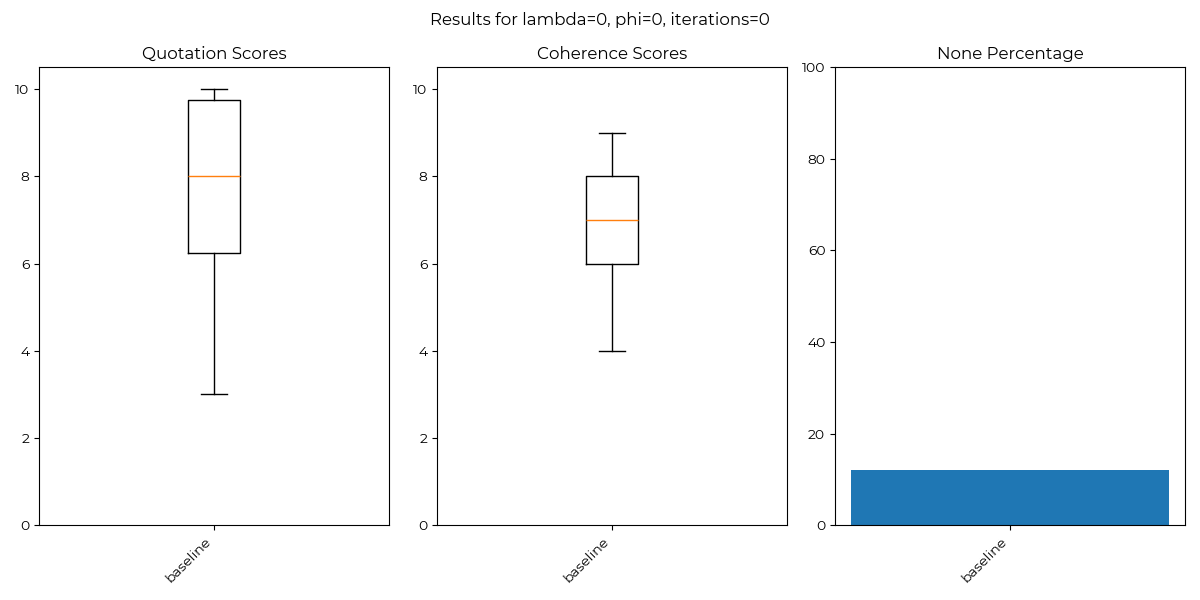 Results for lambda=0, phi=0, iterations=0
Quotation Scores
10
8
6
4
2
0
baseline
Coherence Scores
10
8
6
4
2
0
baseline
None Percentage
100
80
60
40
20
0
baseline